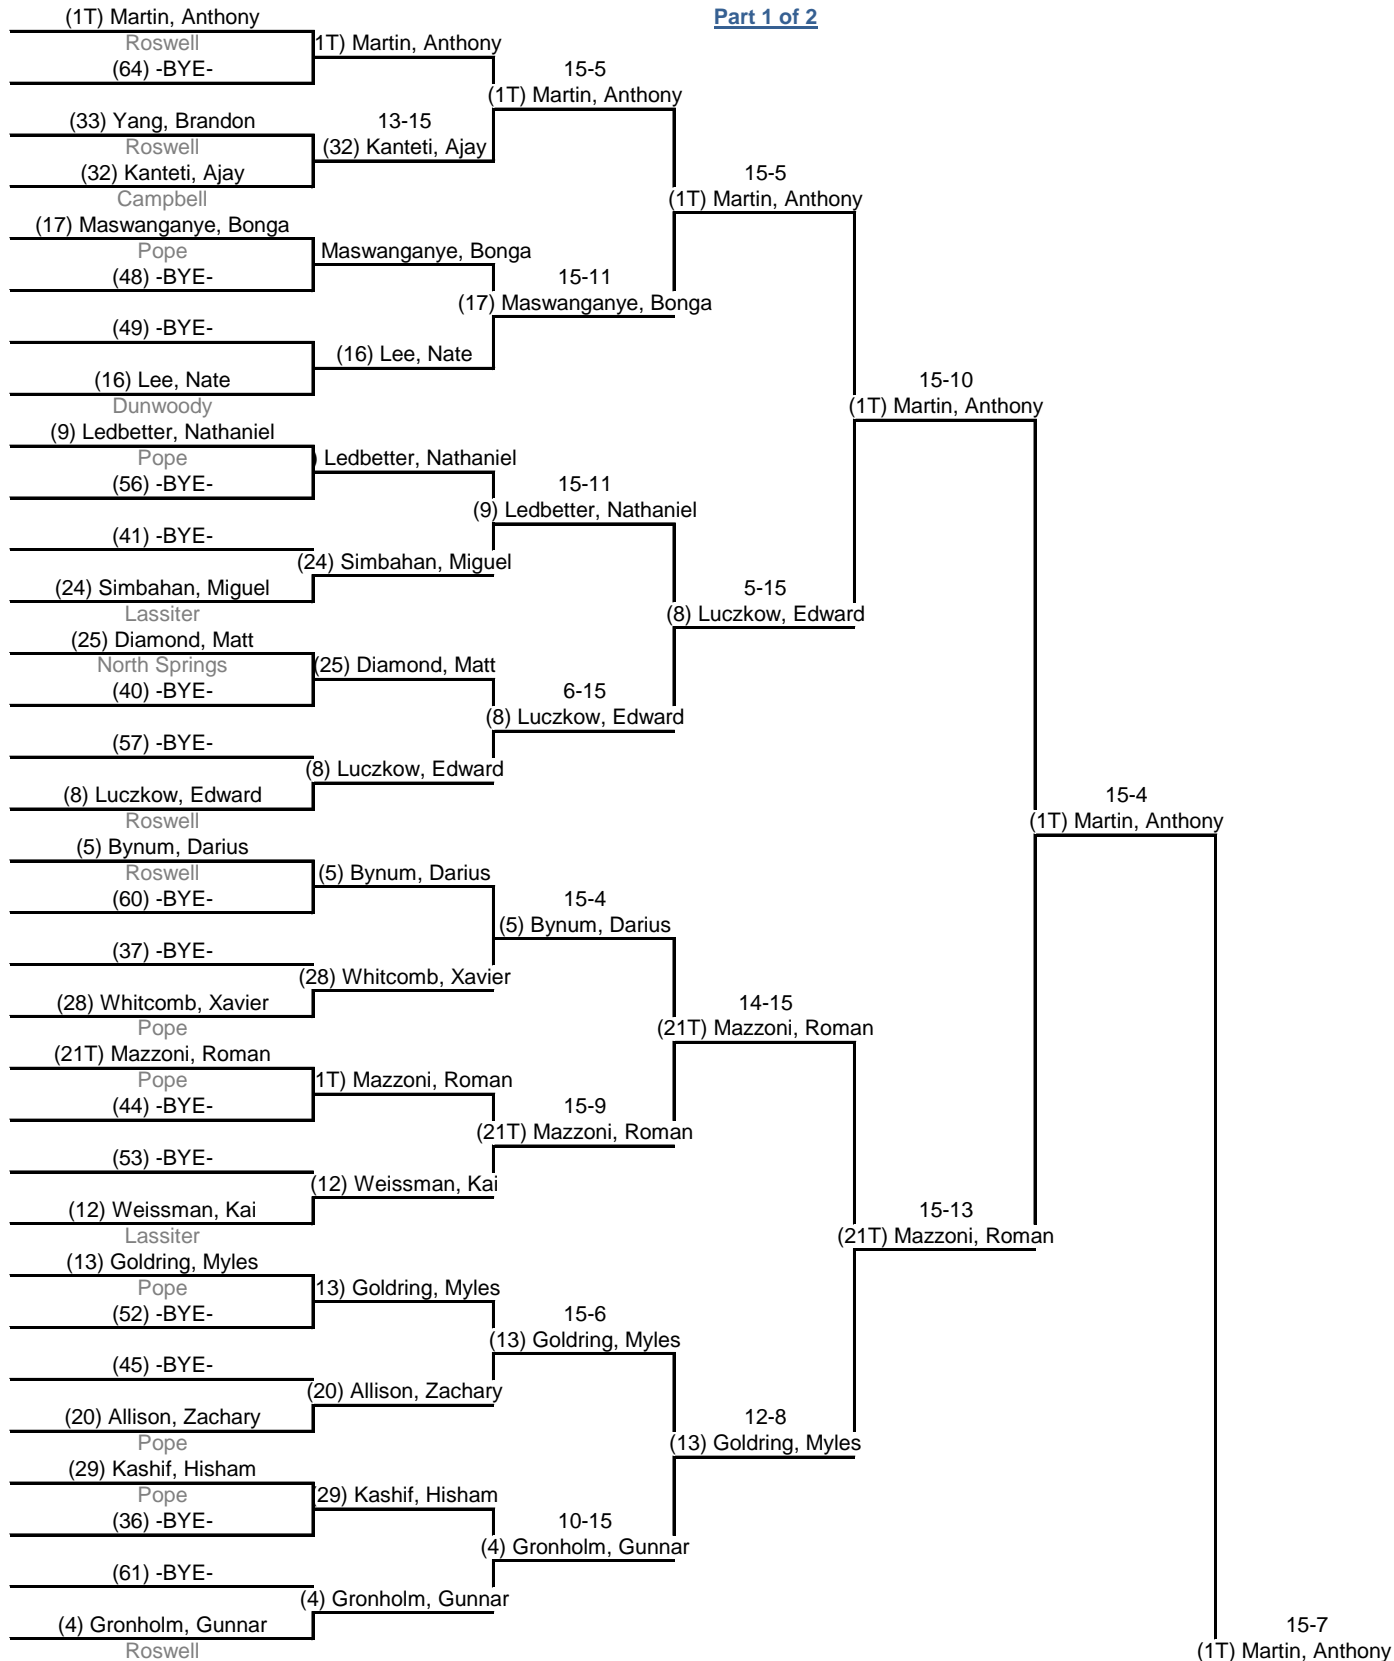 Part 1 of 2
(1T) Martin, Anthony
Roswell
(64) -BYE-
(33) Yang, Brandon
Roswell
(32) Kanteti, Ajay
Campbell
(17) Maswanganye, Bonga
Pope
(48) -BYE-
(49) -BYE-
(16) Lee, Nate
Dunwoody
(9) Ledbetter, Nathaniel
Pope
(56) -BYE-
(41) -BYE-
(24) Simbahan, Miguel
Lassiter
(25) Diamond, Matt
North Springs
(40) -BYE-
(57) -BYE-
(8) Luczkow, Edward
Roswell
(5) Bynum, Darius
Roswell
(60) -BYE-
(37) -BYE-
(28) Whitcomb, Xavier
Pope
(21T) Mazzoni, Roman
Pope
(44) -BYE-
(53) -BYE-
(12) Weissman, Kai
Lassiter
(13) Goldring, Myles
Pope
(52) -BYE-
(45) -BYE-
(20) Allison, Zachary
Pope
(29) Kashif, Hisham
Pope
(36) -BYE-
(61) -BYE-
(4) Gronholm, Gunnar
Roswell
1T) Martin, Anthony
13-15
(32) Kanteti, Ajay
Maswanganye, Bonga
(16) Lee, Nate
) Ledbetter, Nathaniel
(24) Simbahan, Miguel
(25) Diamond, Matt
(8) Luczkow, Edward
(5) Bynum, Darius
(28) Whitcomb, Xavier
1T) Mazzoni, Roman
(12) Weissman, Kai
13) Goldring, Myles
(20) Allison, Zachary
(29) Kashif, Hisham
(4) Gronholm, Gunnar
15-5
(1T) Martin, Anthony
15-11
(17) Maswanganye, Bonga
15-11
(9) Ledbetter, Nathaniel
6-15
(8) Luczkow, Edward
15-4
(5) Bynum, Darius
15-9
(21T) Mazzoni, Roman
15-6
(13) Goldring, Myles
10-15
(4) Gronholm, Gunnar
15-5
(1T) Martin, Anthony
5-15
(8) Luczkow, Edward
14-15
(21T) Mazzoni, Roman
12-8
(13) Goldring, Myles
15-10
(1T) Martin, Anthony
15-13
(21T) Mazzoni, Roman
15-4
(1T) Martin, Anthony
15-7
(1T) Martin, Anthony